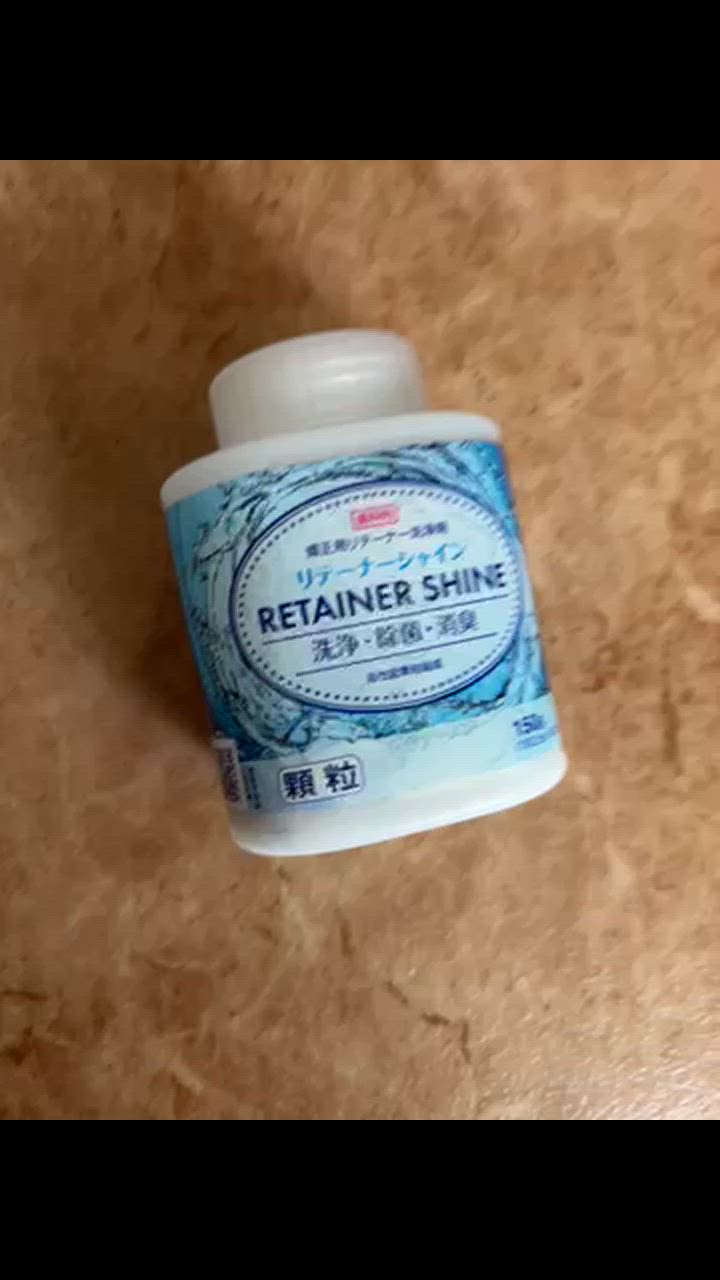 矯正用リテーナー洗浄剤
リテーナーシャイン
RETAINER SHINE
洗浄・除菌・消臭
顆粒
150g